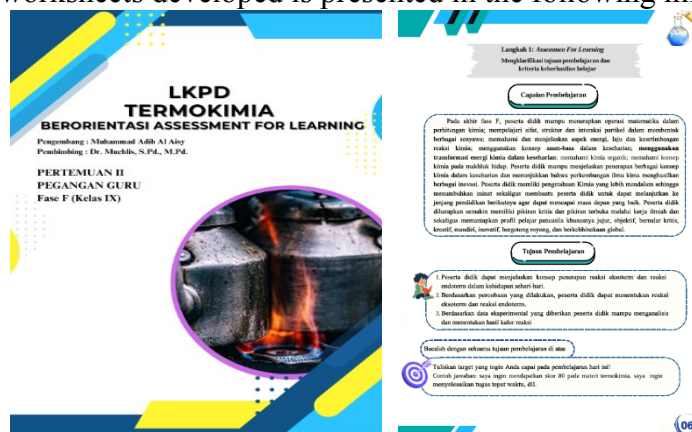 worksheets developed is presented in the following
LKPD
TERMOKIMIA
BERORIENTASI ASSESSMENT FOR LEARNING
Pengembang : Muhammad Adib Al Aisy
Pembimbing : Dr. Muchlis, S.Pd., M.Pd.
PERTEMUAN II
PEGANGAN GURU
Fase F (Kelas IX)
Langkah 1: Assessmen For Learning
Mengklarifikasi tujuan pembelajaran dan
kriteria keberhasilan belajar
Capaian Pembelajaran
Pada akhir fase F, peserta didik mampu menerapkan operasi matematika dalam
perhitungan kimia; mempelajari sifat, struktur dan interaksi partikel dalam membentuk
berbagai senyawa; memahami dan menjelaskan aspek energi, laju dan kesetimbangan
reaksi kimia; menggunakan konsep asam-basa dalam keseharian; menggunakan
transformasi energi kimia dalam keseharian; memahami kimia organik; memahami konsep
kimia pada makhluk hidup. Peserta didik mampu menjelaskan penerapan berbagai konsep
kimia dalam keseharian dan menunjukkan bahwa perkembangan ilmu kimia menghasilkan
berbagai inovasi. Peserta didik memiliki pengetahuan Kimia yang lebih mendalam sehingga
menumbuhkan minat sekaligus membantu peserta didik untuk dapat melanjutkan ke
jenjang pendidikan berikutnya agar dapat mencapai masa depan yang baik. Peserta didik
diharapkan semakin memiliki pikiran kritis dan pikiran terbuka melalui kerja ilmiah dan
sekaligus memantapkan profil pelajar pancasila khususnya jujur, objektif, bernalar kritis,
kreatif, mandiri, inovatif, bergotong royong, dan berkebhinekaan global.
Tujuan Pembelajaran
1. Peserta didik dapat menjelaskan konsep penerapan reaksi eksoterm dan reaksi
endoterm dalam kehidupan sehari-hari.
2. Berdasarkan percobaan yang dilakukan, peserta didik dapat menentukan reaksi
eksoterm dan reaksi endoterm.
3. Berdasarkan data eksperimental yang diberikan peserta didik mampu menganalisis
dan menentukan hasil kalor reaksi
Bacalah dengan seksama tujuan pembelajaran di atas
Tuliskan target yang ingin Anda capai pada pembelajaran hari ini!
Contoh jawaban: saya ingin mendapatkan skor 80 pada materi termokimia, saya ingin
menyelesaikan tugas tepat waktu, dll.
06